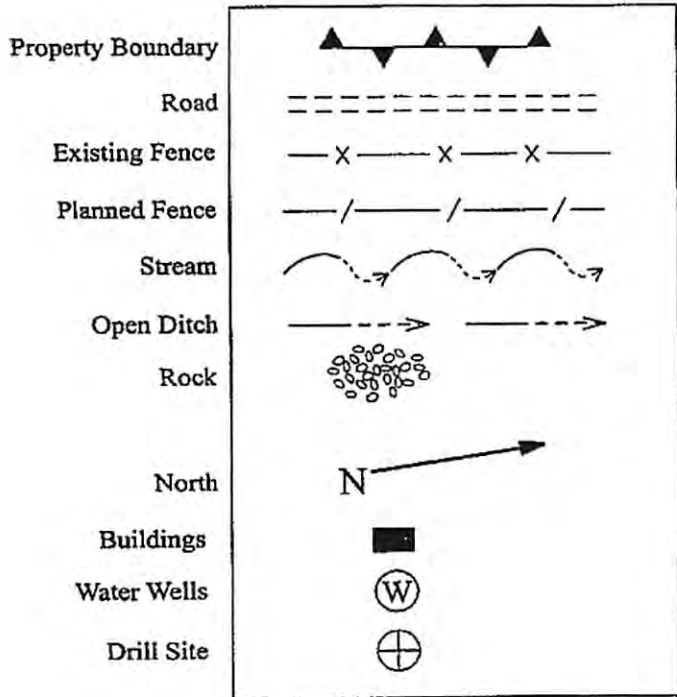 Property Boundary
Road
Existing Fence
Planned Fence
Stream
Open Ditch
Rock
North N
Buildings
Water Wells W
Drill Site